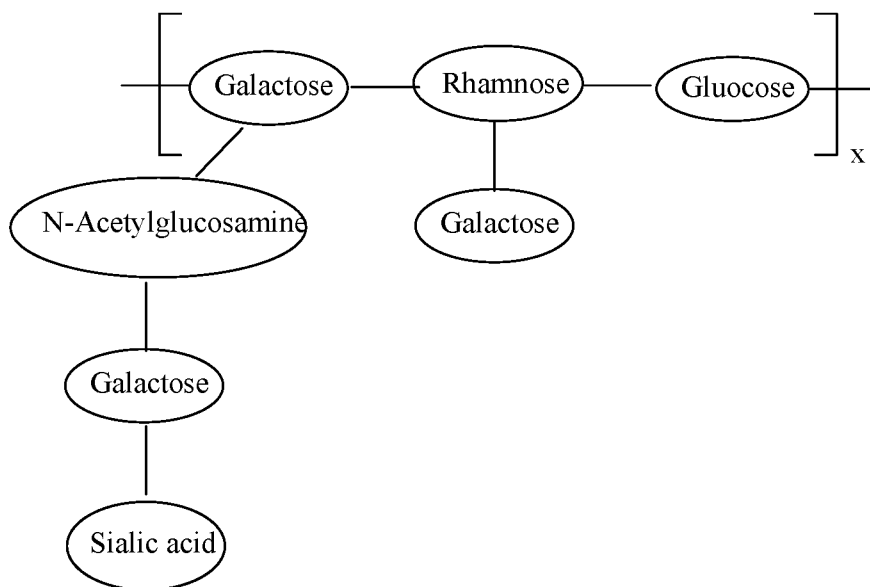 Galactose Rhamnose Gluocose
x
N-Acetylglucosamine Galactose
Galactose
Sialic acid